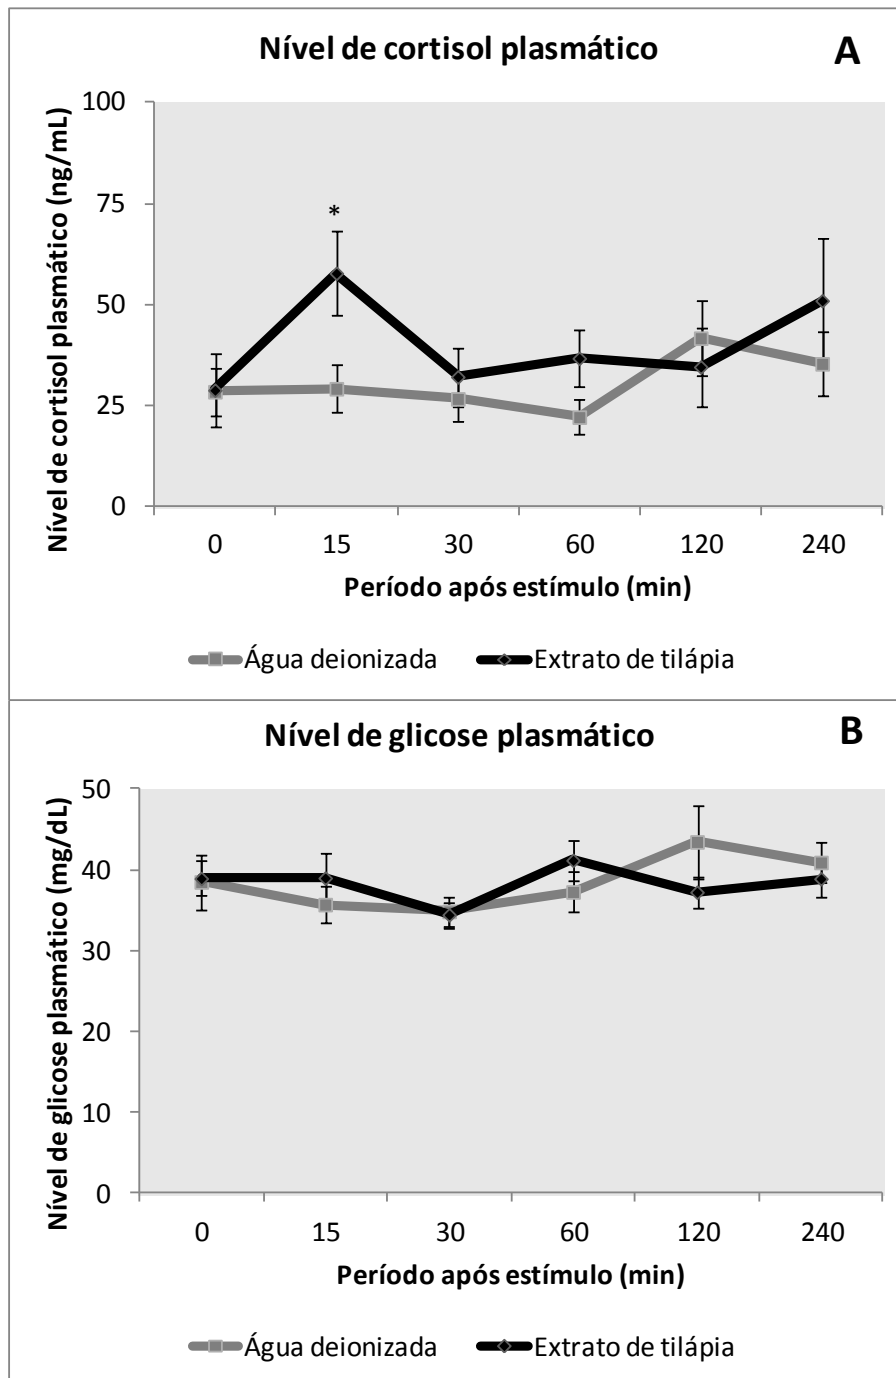 Nível de cortisol plasmático
A
Nível de cortisol plasmático (ng/mL)
100
75
50
25
0
*
0 15 30 60 120 240
Período após estímulo (min)
Água deionizada Extrato de tilápia
Nível de glicose plasmático
B
Nível de glicose plasmático (mg/dL)
50
40
30
20
10
0
0 15 30 60 120 240
Período após estímulo (min)
Água deionizada Extrato de tilápia